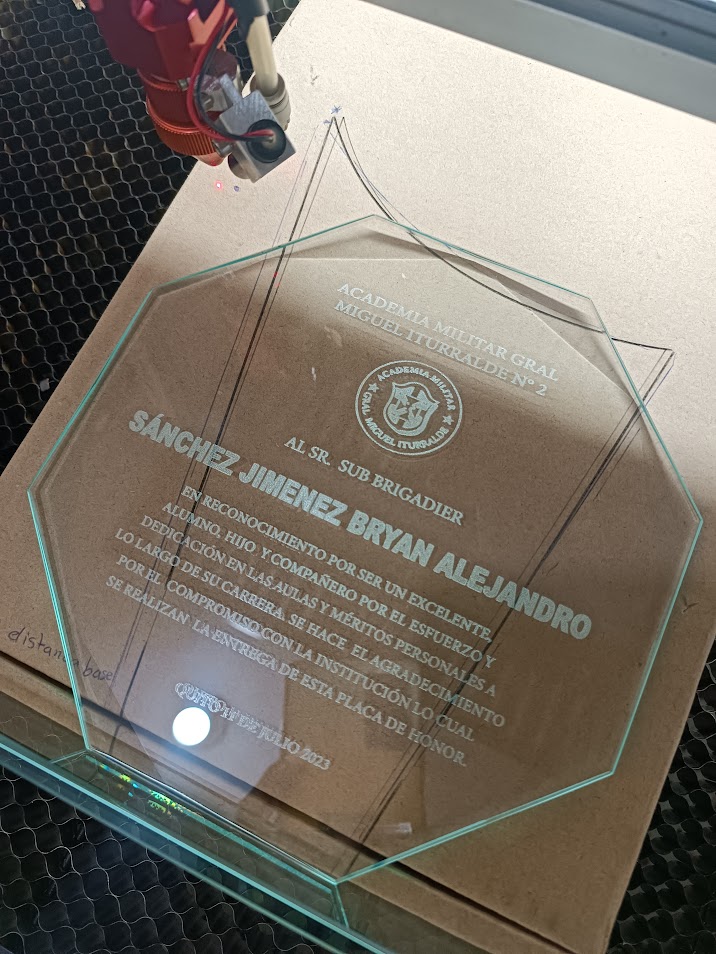 ACADEMIA MILITAR GRAL
MIGUEL ITURRALDE Nº 2
ACADEMIA MILITAR
GRAL MIGUEL ITURRALDE
AL SR. SUB BRIGADIER
SÁNCHEZ JIMENEZ BRYAN ALEJANDRO
EN RECONOCIMIENTO POR SER UN EXCELENTE
ALUMNO, HIJO Y COMPAÑERO POR EL ESFUERZO Y
DEDICACIÓN EN LAS AULAS Y MÉRITOS PERSONALES A
LO LARGO DE SU CARRERA, SE HACE EL AGRADECIMIENTO
POR EL COMPROMISO CON LA INSTITUCIÓN LO CUAL
SE REALIZAN LA ENTREGA DE ESTA PLACA DE HONOR.
QUITO 11 DE JULIO 2023
distancia base